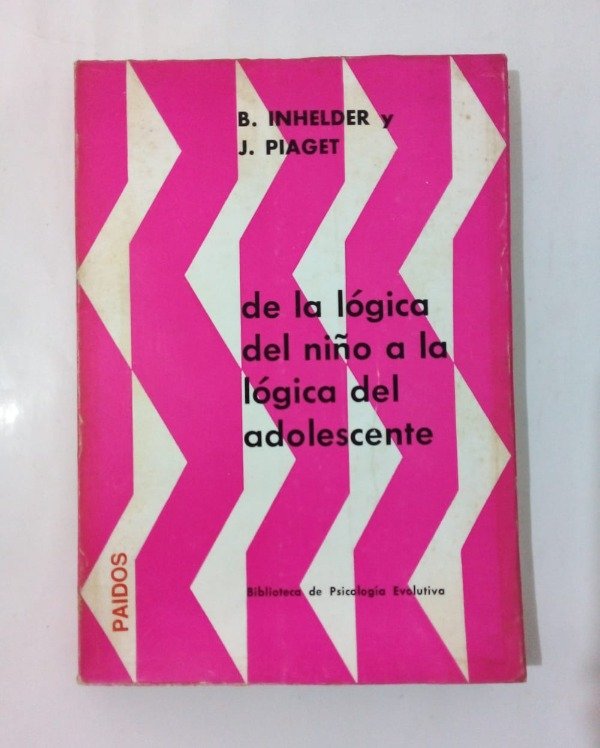 B. INHELDER y
J. PIAGET
de la lógica
del niño a la
lógica del
adolescente
Biblioteca de Psicología Evolutiva
PAIDOS